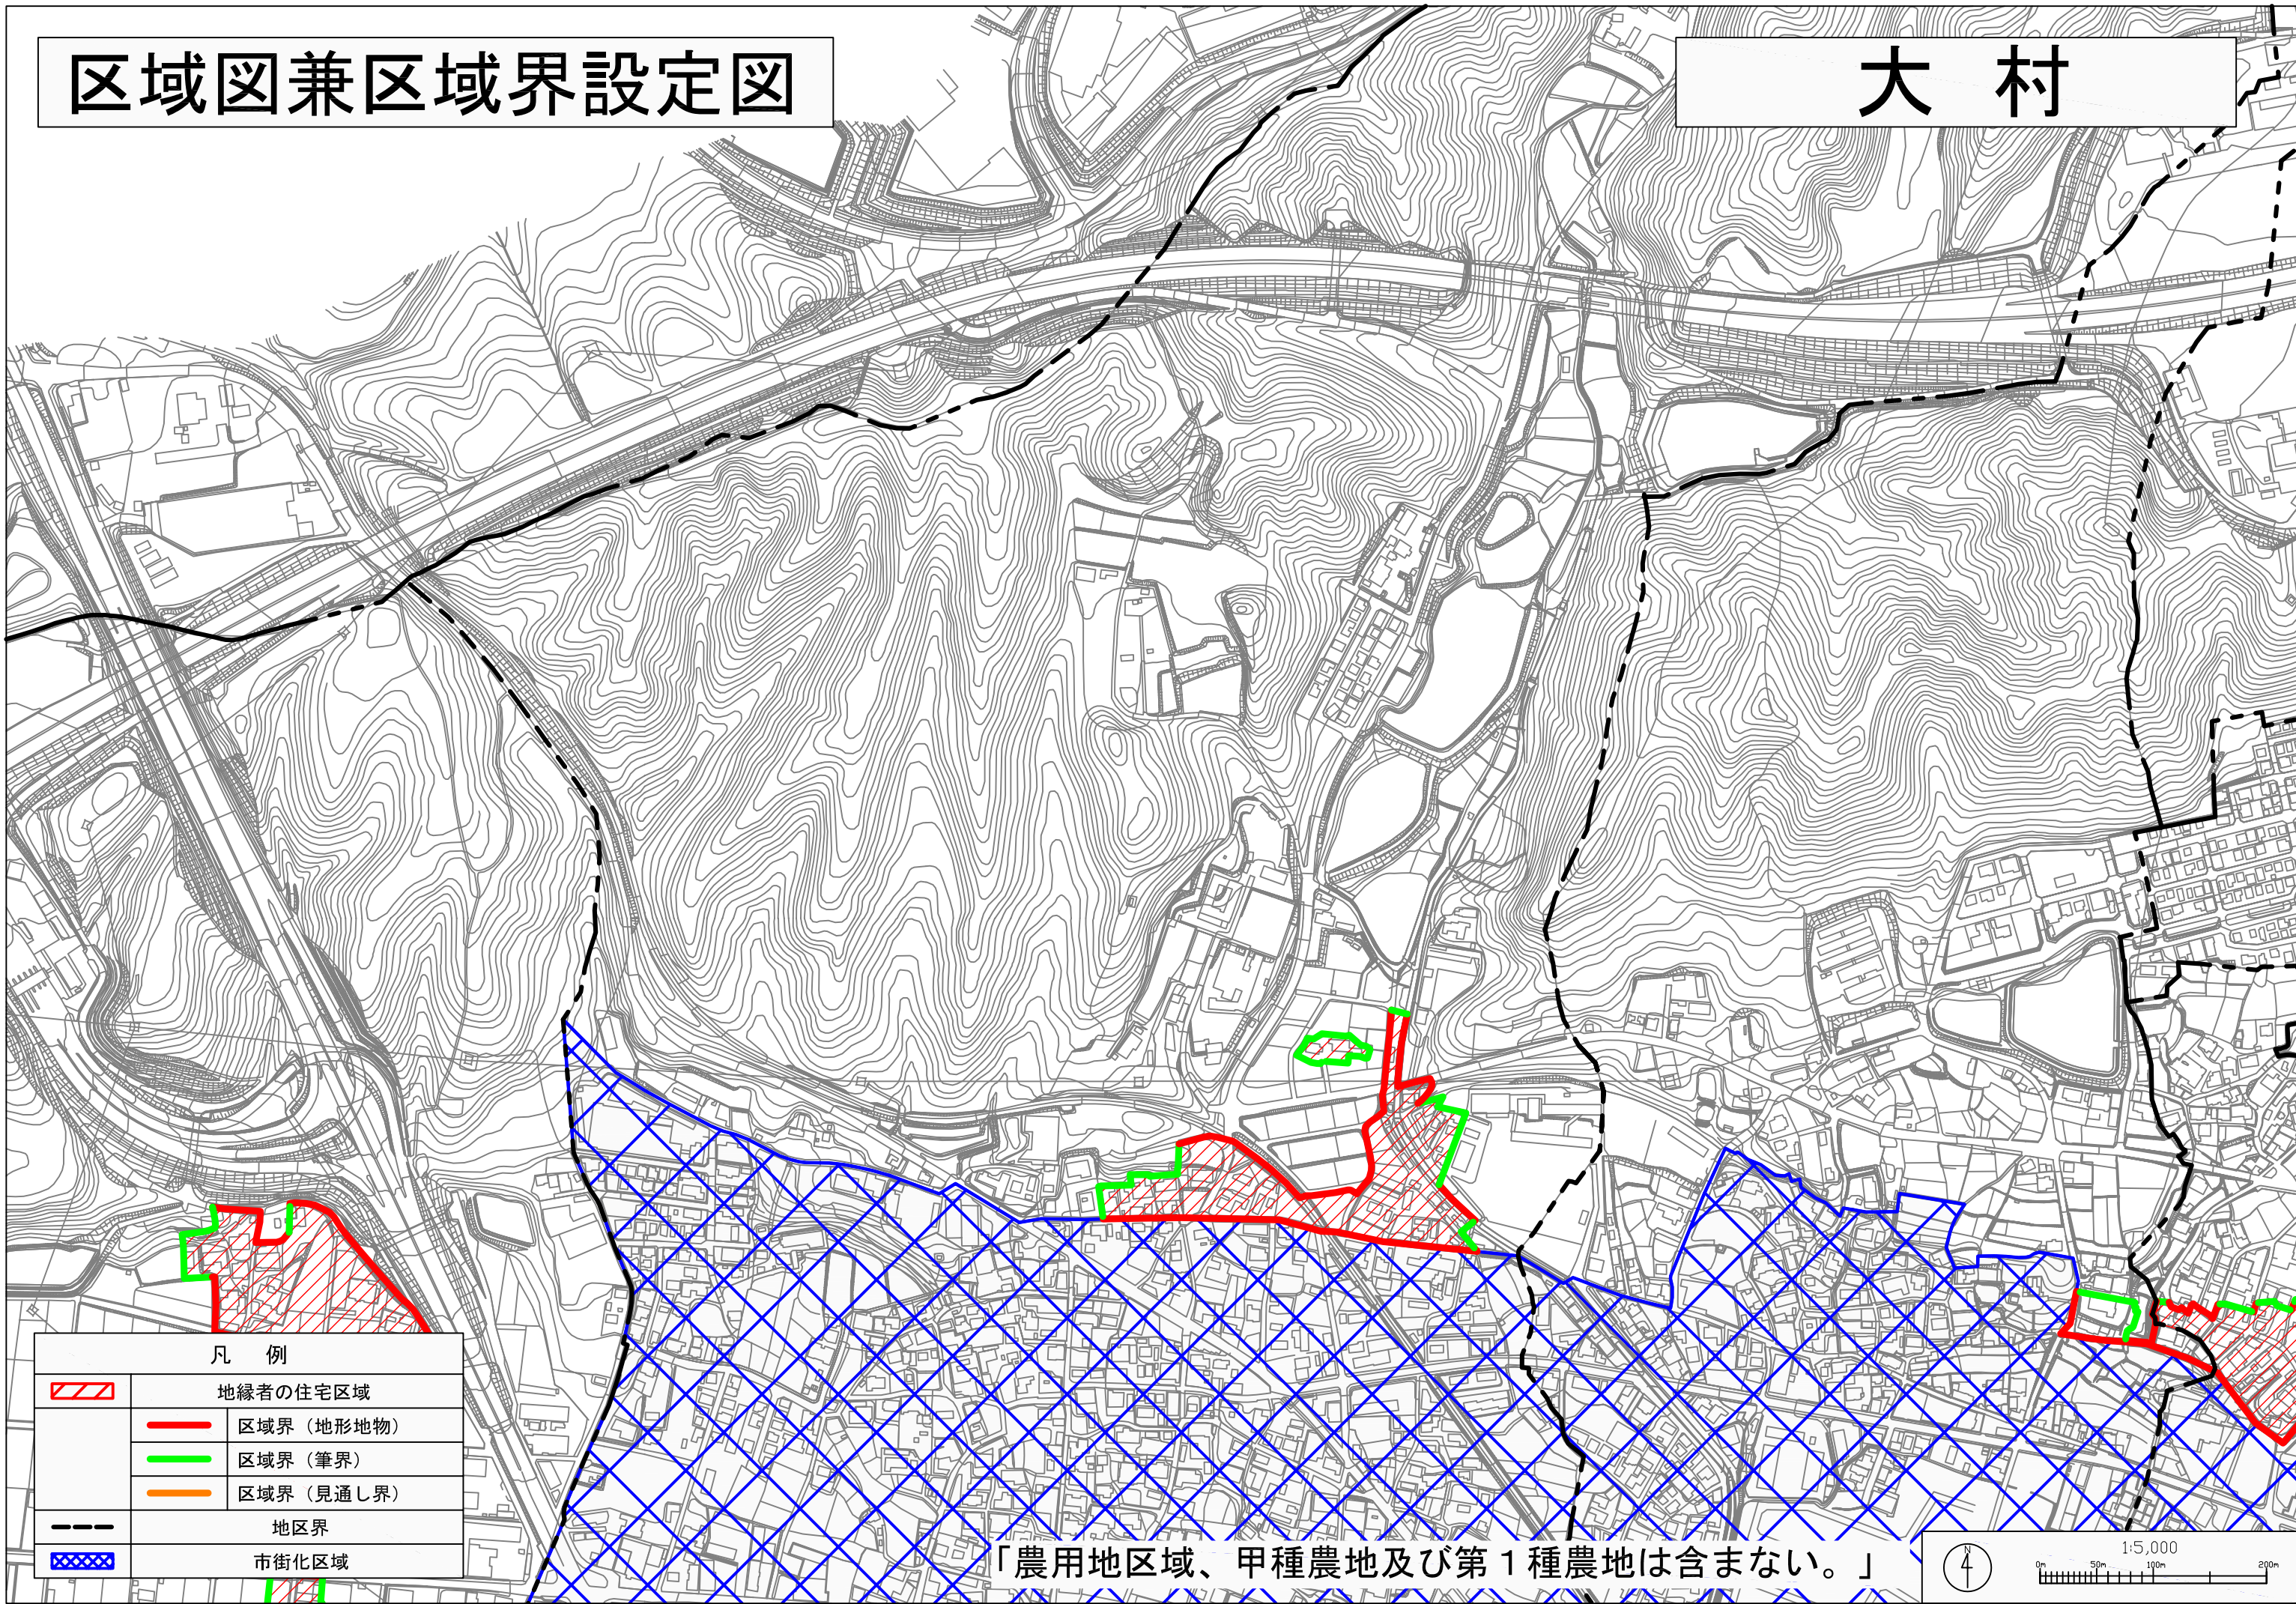 区域図兼区域界設定図
大 村
凡 例
地縁者の住宅区域
区域界（地形地物）
区域界（筆界）
区域界（見通し界）
地区界
市街化区域
「農用地区域、甲種農地及び第１種農地は含まない。」
1:5,000
0m 50m 100m 200m